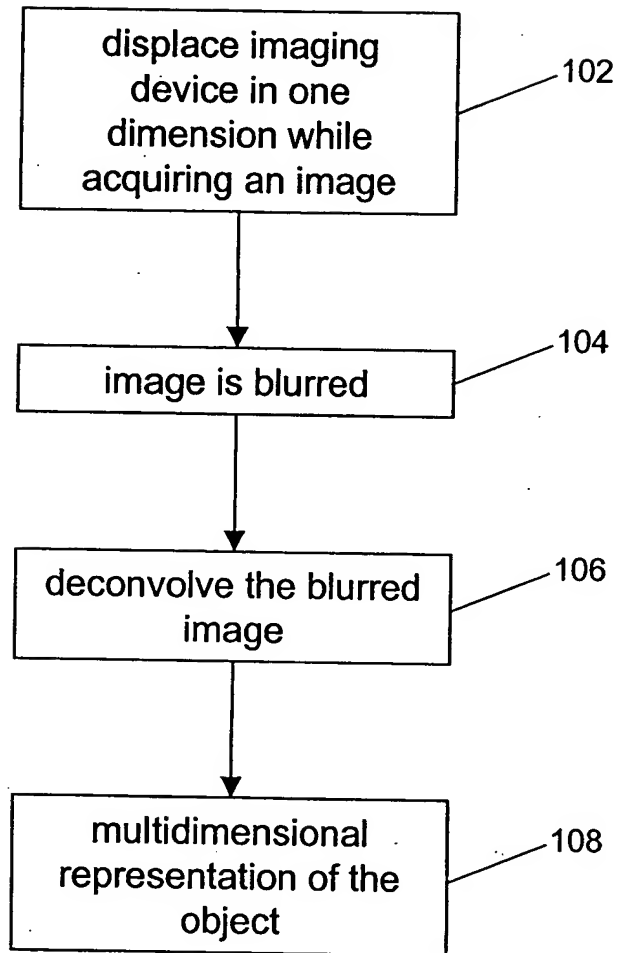 displace imaging
device in one
dimension while
acquiring an image
102
image is blurred
104
deconvolve the blurred
image
106
multidimensional
representation of the
object
108